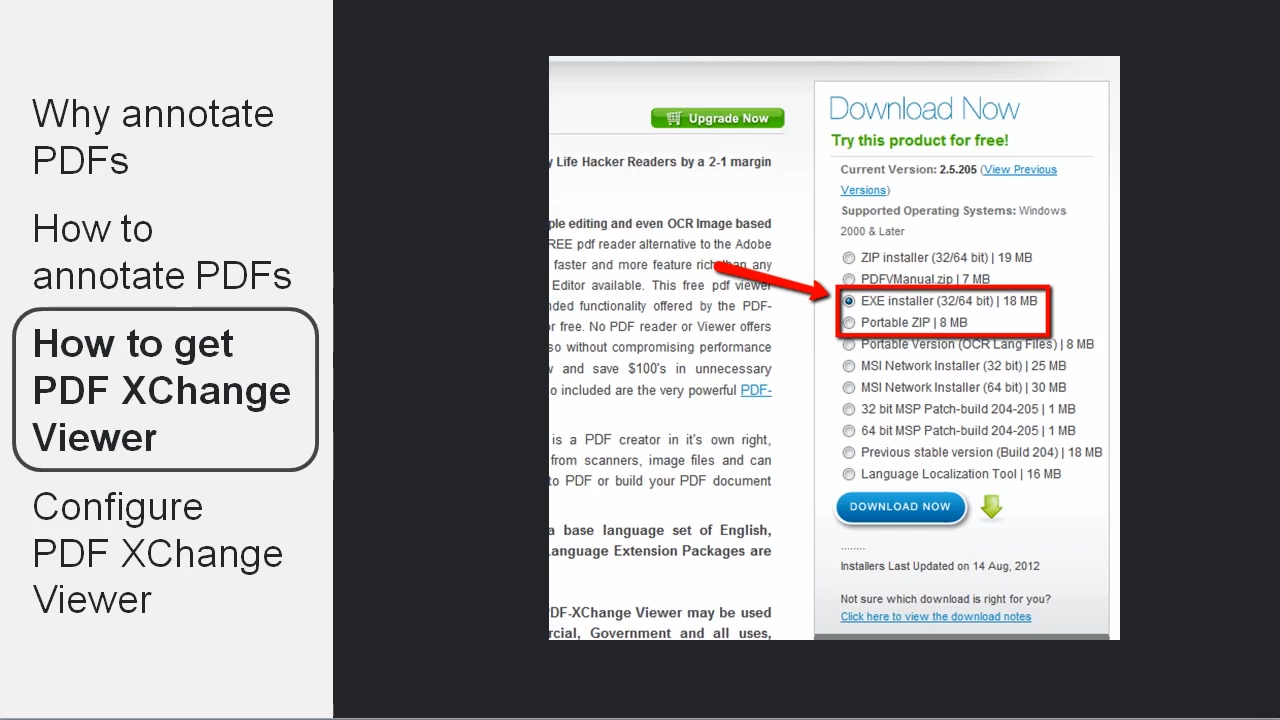 Why annotate
PDFs
How to
annotate PDFs
How to get
PDF XChange
Viewer
Configure
PDF XChange
Viewer
Upgrade Now
y Life Hacker Readers by a 2-1 margin
ple editing and even OCR Image based
REE pdf reader alternative to the Adobe
faster and more feature rich than any
Editor available. This free pdf viewer
nded functionality offered by the PDF-
or free. No PDF reader or Viewer offers
so without compromising performance
w and save $100's in unnecessary
o included are the very powerful PDF-
is a PDF creator in it's own right,
from scanners, image files and can
to PDF or build your PDF document
a base language set of English,
Language Extension Packages are
PDF-XChange Viewer may be used
rcial, Government and all uses,
Download Now
Try this product for free!
Current Version: 2.5.205 (View Previous
Versions)
Supported Operating Systems: Windows
2000 & Later
ZIP installer (32/64 bit) | 19 MB
PDFVManual.zip | 7 MB
EXE installer (32/64 bit) | 18 MB
Portable ZIP | 8 MB
Portable Version (OCR Lang Files) | 8 MB
MSI Network Installer (32 bit) | 25 MB
MSI Network Installer (64 bit) | 30 MB
32 bit MSP Patch-build 204-205 | 1 MB
64 bit MSP Patch-build 204-205 | 1 MB
Previous stable version (Build 204) | 18 MB
Language Localization Tool | 16 MB
DOWNLOAD NOW
........
Installers Last Updated on 14 Aug, 2012
Not sure which download is right for you?
Click here to view the download notes